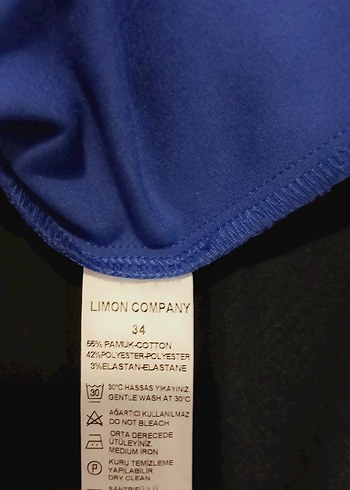 LIMON COMPANY
34
55% PAMUK-COTTON
42%POLYESTER-POLYESTER
3%ELASTAN-ELASTANE
30
30°C HASSAS YIKAYINIZ.
GENTLE WASH AT 30°C
AĞARTICI KULLANILMAZ
DO NOT BLEACH
ORTA DERECEDE
ÜTÜLEYİNİZ.
MEDIUM IRON
P
KURU TEMİZLEME
YAPILABİLİR
DRY CLEAN